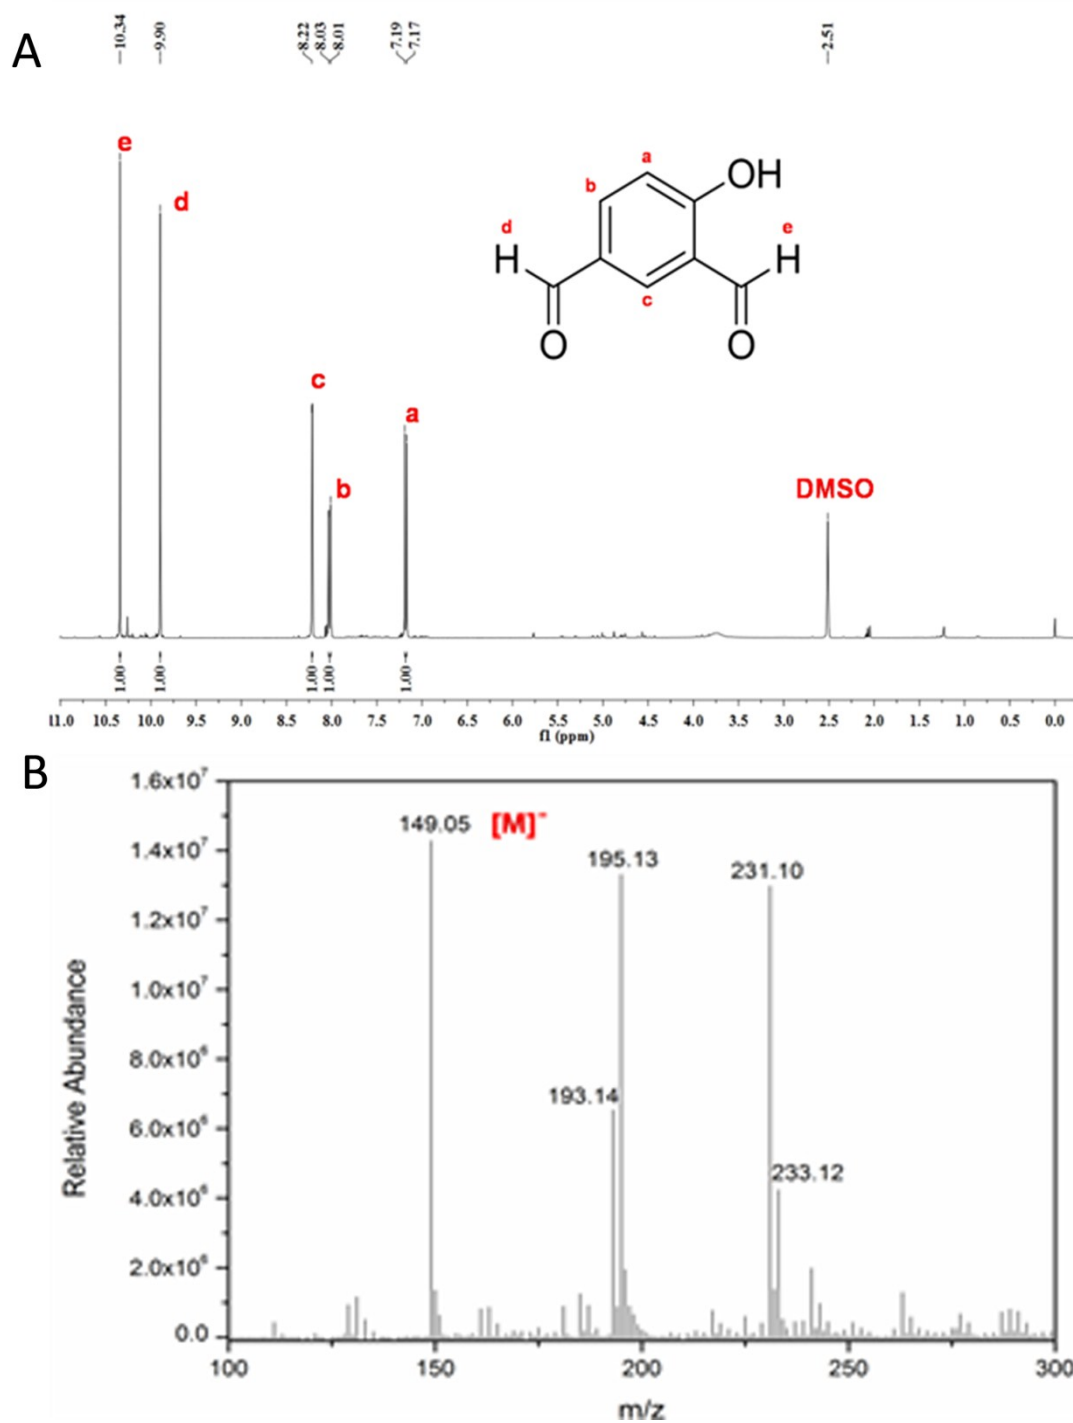 A
10.34
9.90
8.22
8.03
8.01
7.19
7.17
2.51
e
d
c
b
a
DMSO
a
OH
b
d
H
e
H
c
O
O
1.00
1.00
1.00
1.00
1.00
11.0 10.5 10.0 9.5 9.0 8.5 8.0 7.5 7.0 6.5 6.0 5.5 5.0 4.5 4.0 3.5 3.0 2.5 2.0 1.5 1.0 0.5 0.0
f1 (ppm)
B
Relative Abundance
1.6x10⁷
1.4x10⁷
1.2x10⁷
1.0x10⁷
8.0x10⁶
6.0x10⁶
4.0x10⁶
2.0x10⁶
0.0
149.05 [M]⁻
195.13
231.10
193.14
233.12
100 150 200 250 300
m/z